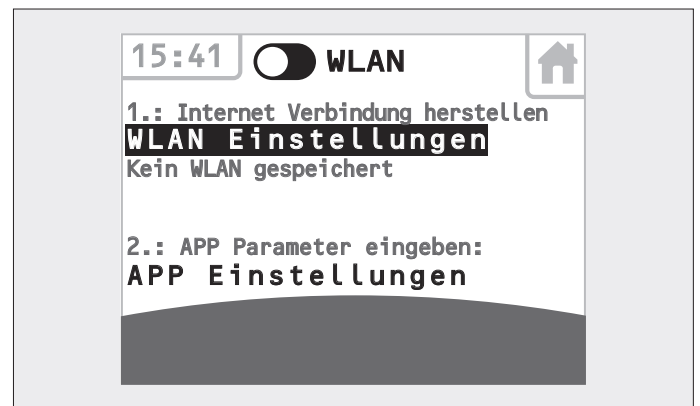 15:41 WLAN
1.: Internet Verbindung herstellen
WLAN Einstellungen
Kein WLAN gespeichert
2.: APP Parameter eingeben:
APP Einstellungen